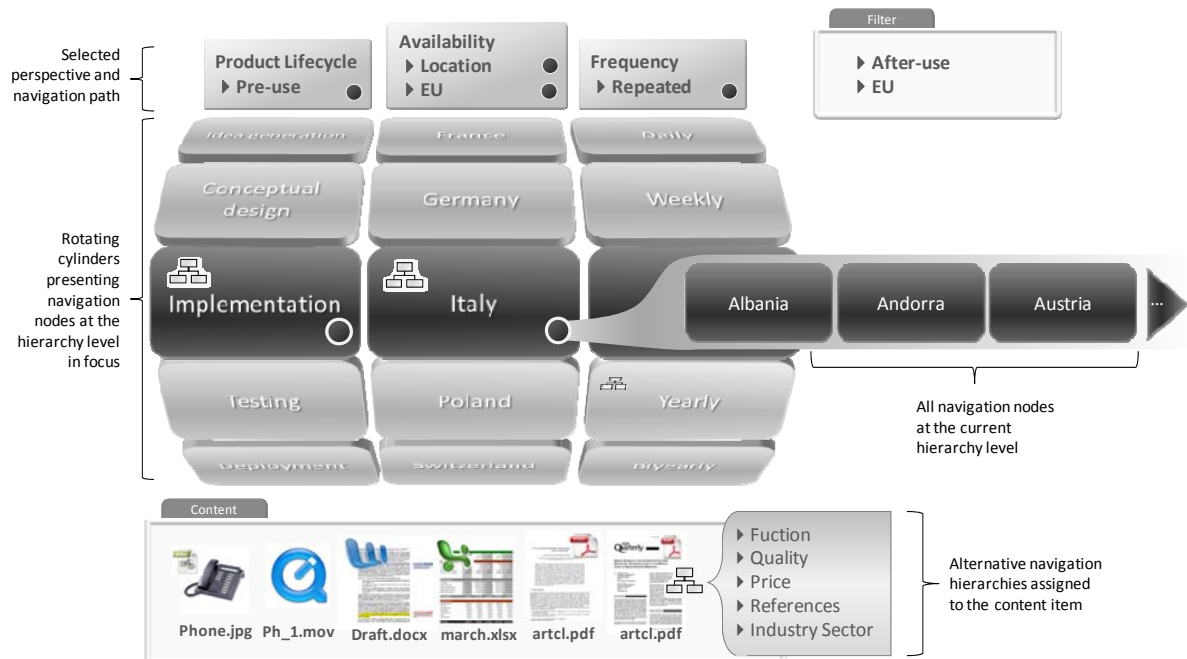 Selected
perspective and
navigation path
Product Lifecycle
Pre-use
Availability
Location
EU
Frequency
Repeated
Filter
After-use
EU
Rotating
cylinders
presenting
navigation
nodes at the
hierarchy level
in focus
Idea generation
France
Daily
Conceptual
design
Germany
Weekly
Implementation
Italy
Albania
Andorra
Austria
...
Testing
Poland
Yearly
Deployment
Switzerland
Biyearly
All navigation nodes
at the current
hierarchy level
Content
Phone.jpg
Ph_1.mov
Draft.docx
march.xlsx
artcl.pdf
Quarterly
artcl.pdf
Fuction
Quality
Price
References
Industry Sector
Alternative navigation
hierarchies assigned
to the content item